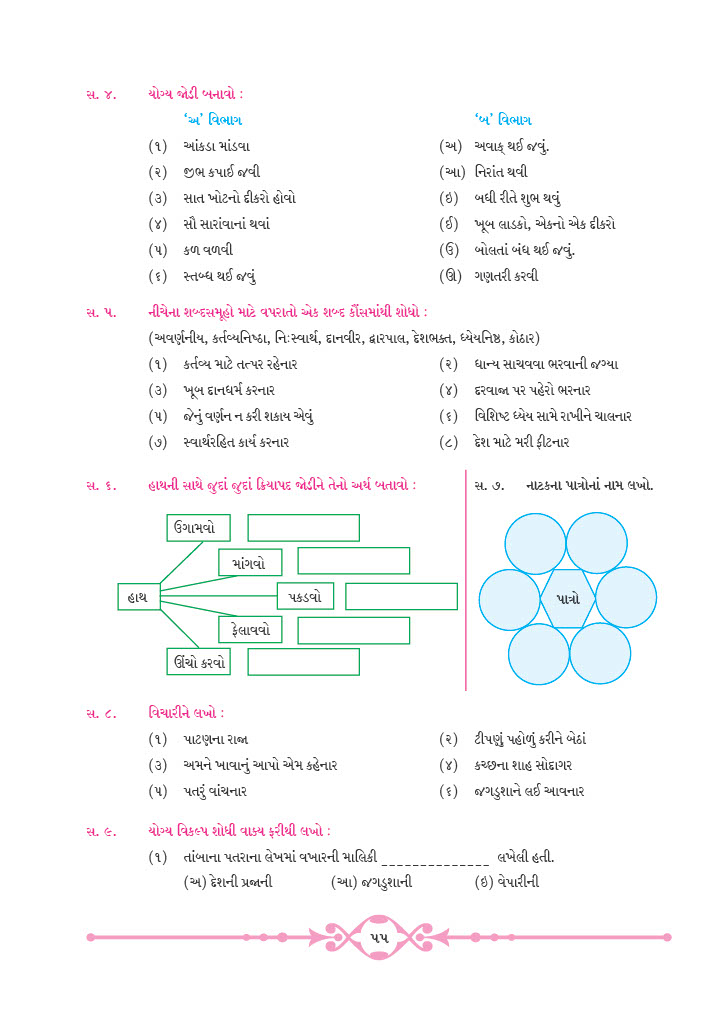 સ. ૪. યોગ્ય જોડી બનાવો :
‘અ’ વિભાગ ‘બ’ વિભાગ
(૧) આંકડા માંડવા (અ) અવાક્ થઈ જવું.
(૨) જીભ કપાઈ જવી (આ) નિરાંત થવી
(૩) સાત ખોટનો દીકરો હોવો (ઇ) બધી રીતે શુભ થવું
(૪) સૌ સારાંવાનાં થવાં (ઈ) ખૂબ લાડકો, એકનો એક દીકરો
(૫) કળ વળવી (ઉ) બોલતાં બંધ થઈ જવું.
(૬) સ્તબ્ધ થઈ જવું (ઊ) ગણતરી કરવી
સ. ૫. નીચેના શબ્દસમૂહો માટે વપરાતો એક શબ્દ કૌંસમાંથી શોધો :
(અવર્ણનીય, કર્તવ્યનિષ્ઠા, નિઃસ્વાર્થ, દાનવીર, દ્વારપાલ, દેશભક્ત, ધ્યેયનિષ્ઠ, કોઠાર)
(૧) કર્તવ્ય માટે તત્પર રહેનાર (૨) ધાન્ય સાચવવા ભરવાની જગ્યા
(૩) ખૂબ દાનધર્મ કરનાર (૪) દરવાજા પર પહેરો ભરનાર
(૫) જેનું વર્ણન ન કરી શકાય એવું (૬) વિશિષ્ટ ધ્યેય સામે રાખીને ચાલનાર
(૭) સ્વાર્થરહિત કાર્ય કરનાર (૮) દેશ માટે મરી ફીટનાર
સ. ૬. હાથની સાથે જુદાં જુદાં ક્રિયાપદ જોડીને તેનો અર્થ બતાવો :
ઉગામવો
માંગવો
હાથ
પકડવો
ફેલાવવો
ઊંચો કરવો
સ. ૭. નાટકના પાત્રોનાં નામ લખો.
પાત્રો
સ. ૮. વિચારીને લખો :
(૧) પાટણના રાજા (૨) ટીપણું પહોળું કરીને બેઠાં
(૩) અમને ખાવાનું આપો એમ કહેનાર (૪) કચ્છના શાહ સોદાગર
(૫) પતરું વાંચનાર (૬) જગડુશાને લઈ આવનાર
સ. ૯. યોગ્ય વિકલ્પ શોધી વાક્ય ફરીથી લખો :
(૧) તાંબાના પતરાના લેખમાં વખારની માલિકી ______________ લખેલી હતી.
(અ) દેશની પ્રજાની (આ) જગડુશાની (ઇ) વેપારીની
૫૫